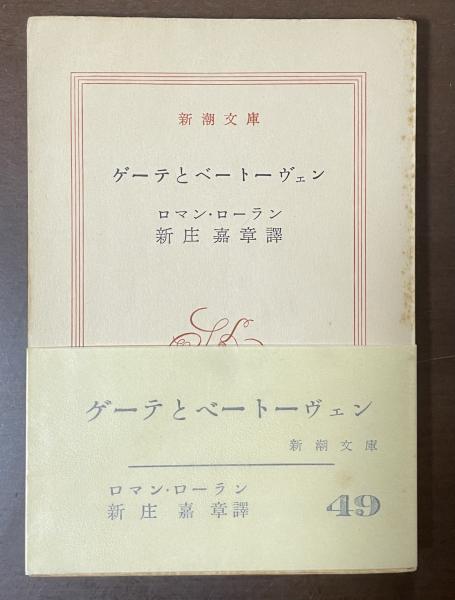 新潮文庫
ゲーテとベートーヴェン
ロマン・ローラン
新庄嘉章譯
ゲーテとベートーヴェン
新潮文庫
ロマン・ローラン
新庄嘉章譯
49